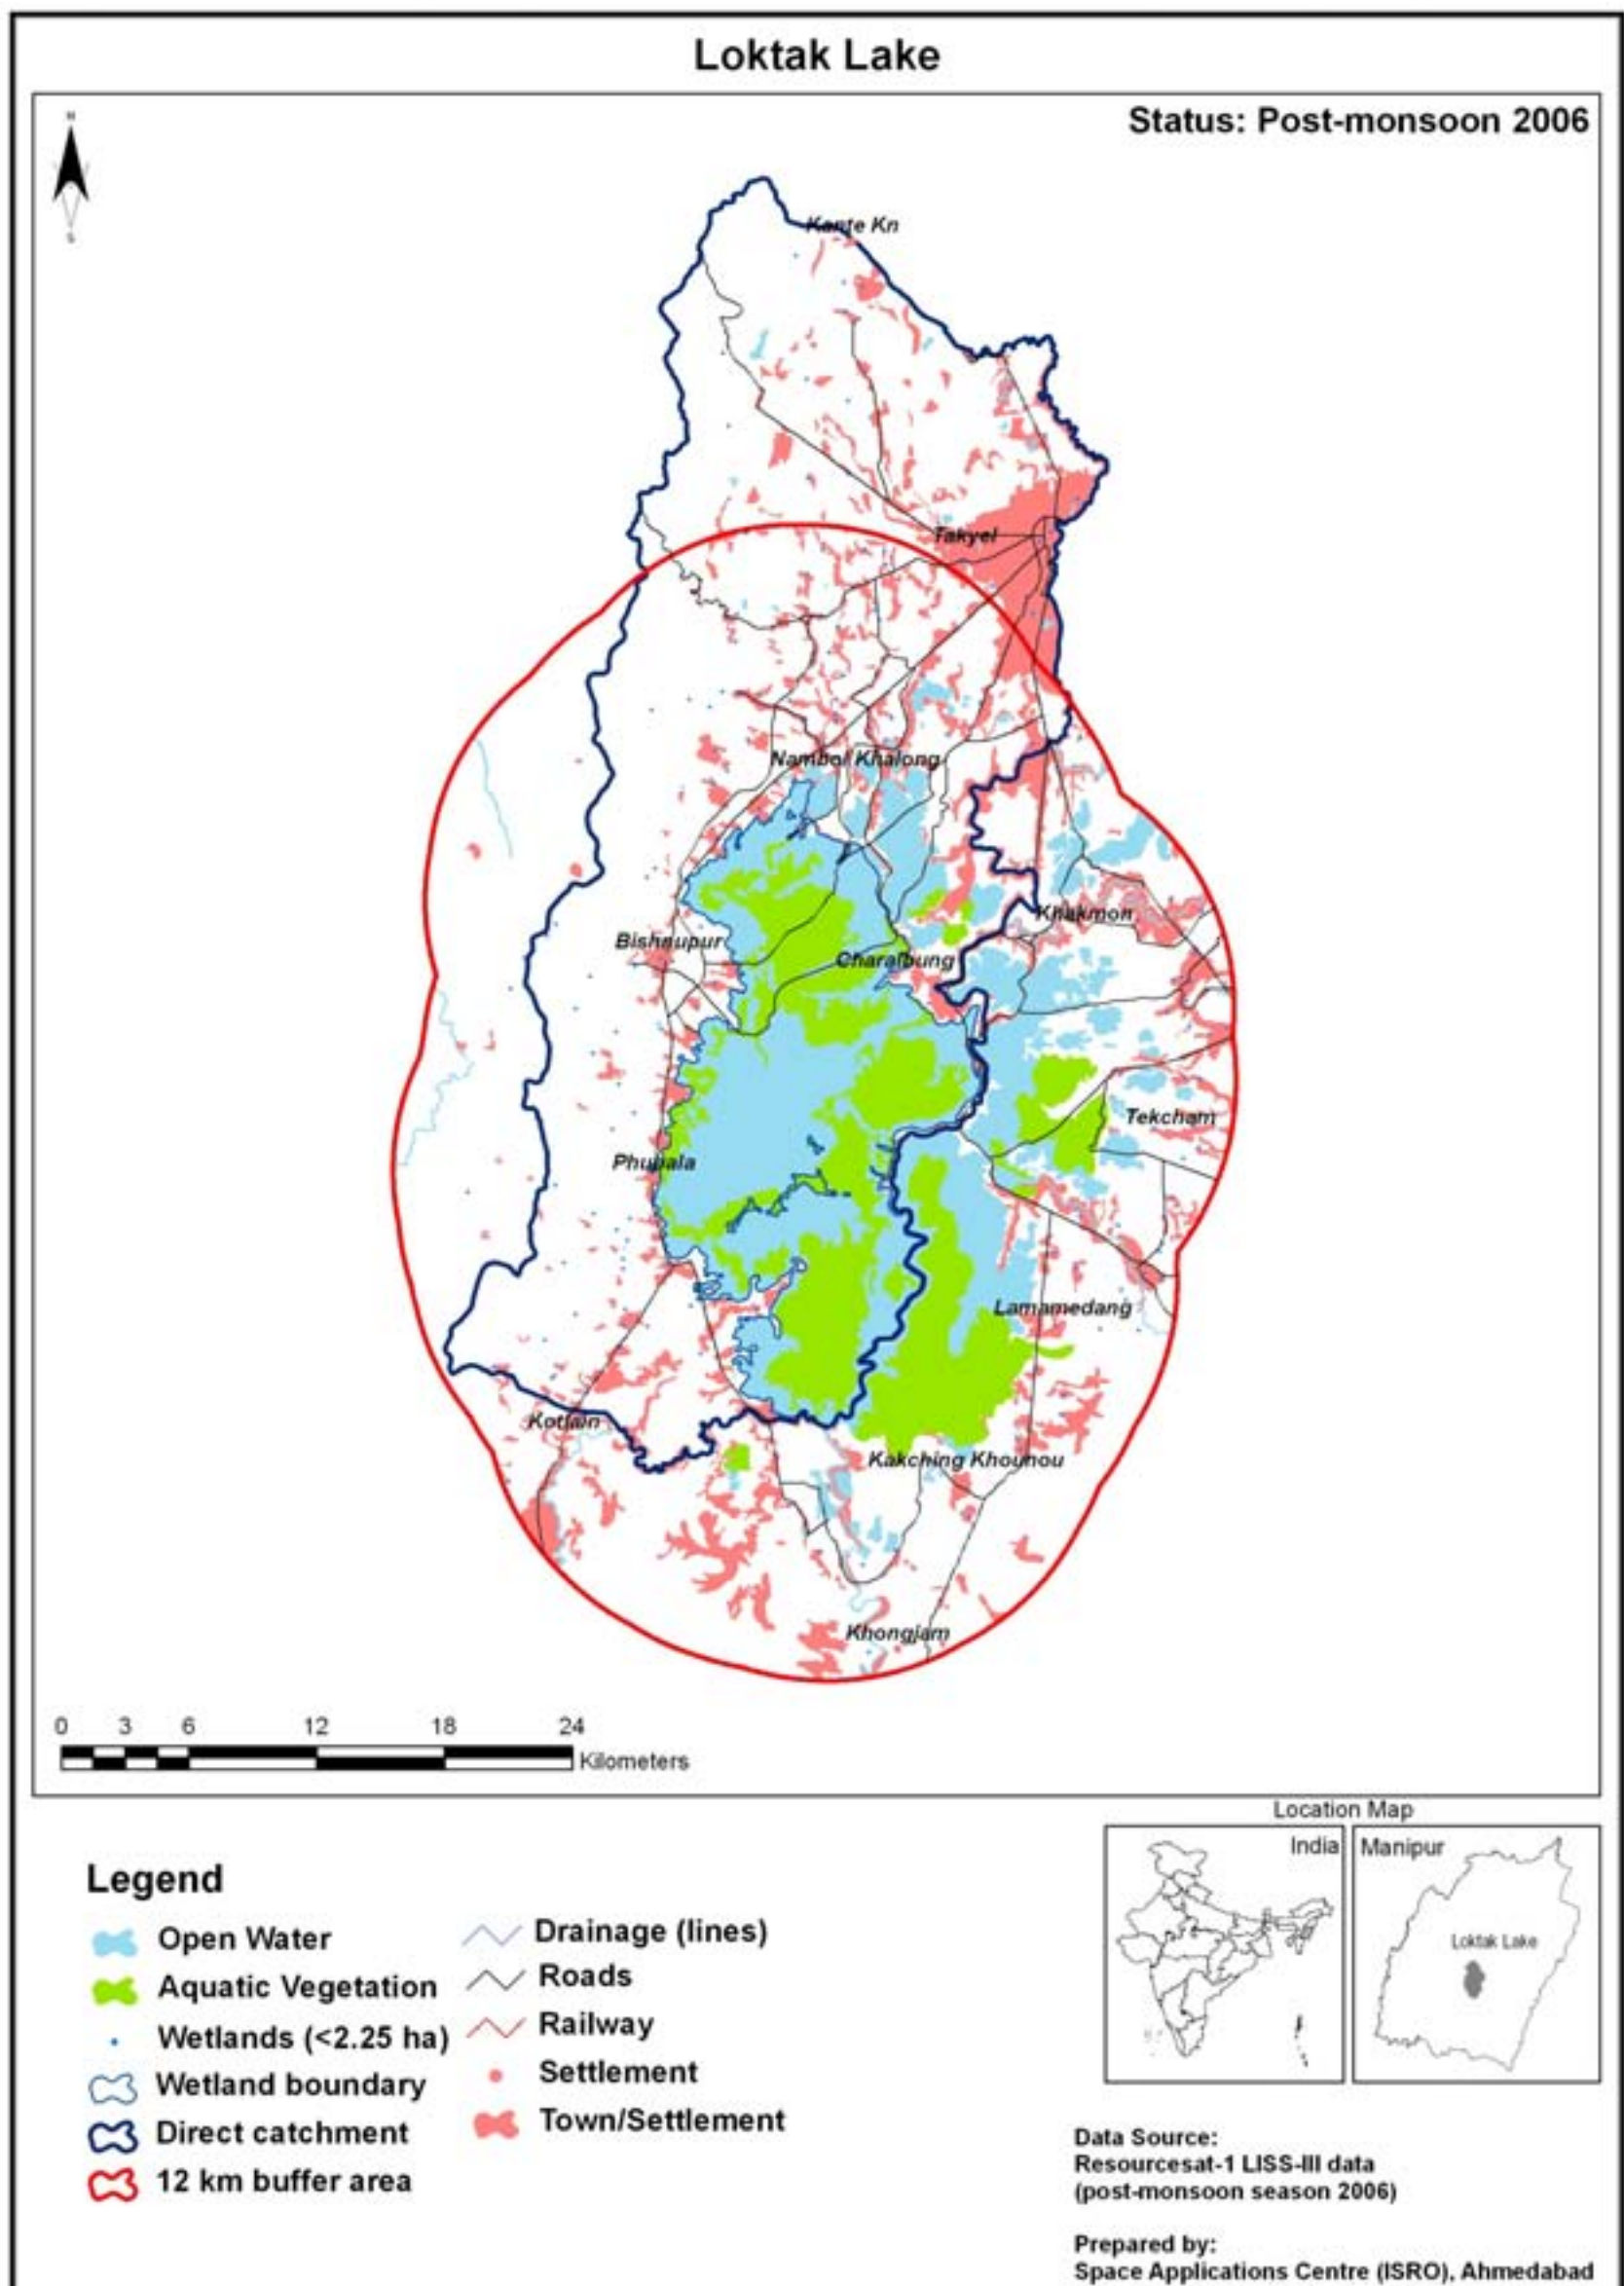 Loktak Lake
Status: Post-monsoon 2006
N
S
Kante Kn
Takyel
Nambol Khalong
Khakmon
Bishnupur
Charaibung
Tekcham
Phubala
Lamamedang
Kotlain
Kakching Khounou
Khongjam
0 3 6 12 18 24
Kilometers
Location Map
India
Manipur
Loktak Lake
Legend
Open Water
Aquatic Vegetation
Wetlands (<2.25 ha)
Wetland boundary
Direct catchment
12 km buffer area
Drainage (lines)
Roads
Railway
Settlement
Town/Settlement
Data Source:
Resourcesat-1 LISS-III data
(post-monsoon season 2006)
Prepared by:
Space Applications Centre (ISRO), Ahmedabad